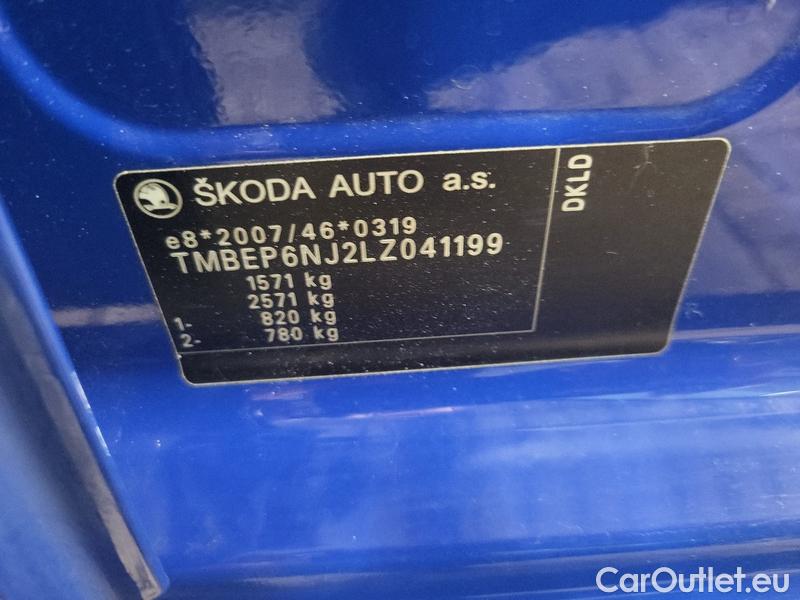 ŠKODA AUTO a.s.
DKLD
e8*2007/46*0319
TMBEP6NJ2LZ041199
1571 kg
2571 kg
1- 820 kg
2- 780 kg
CarOutlet.eu